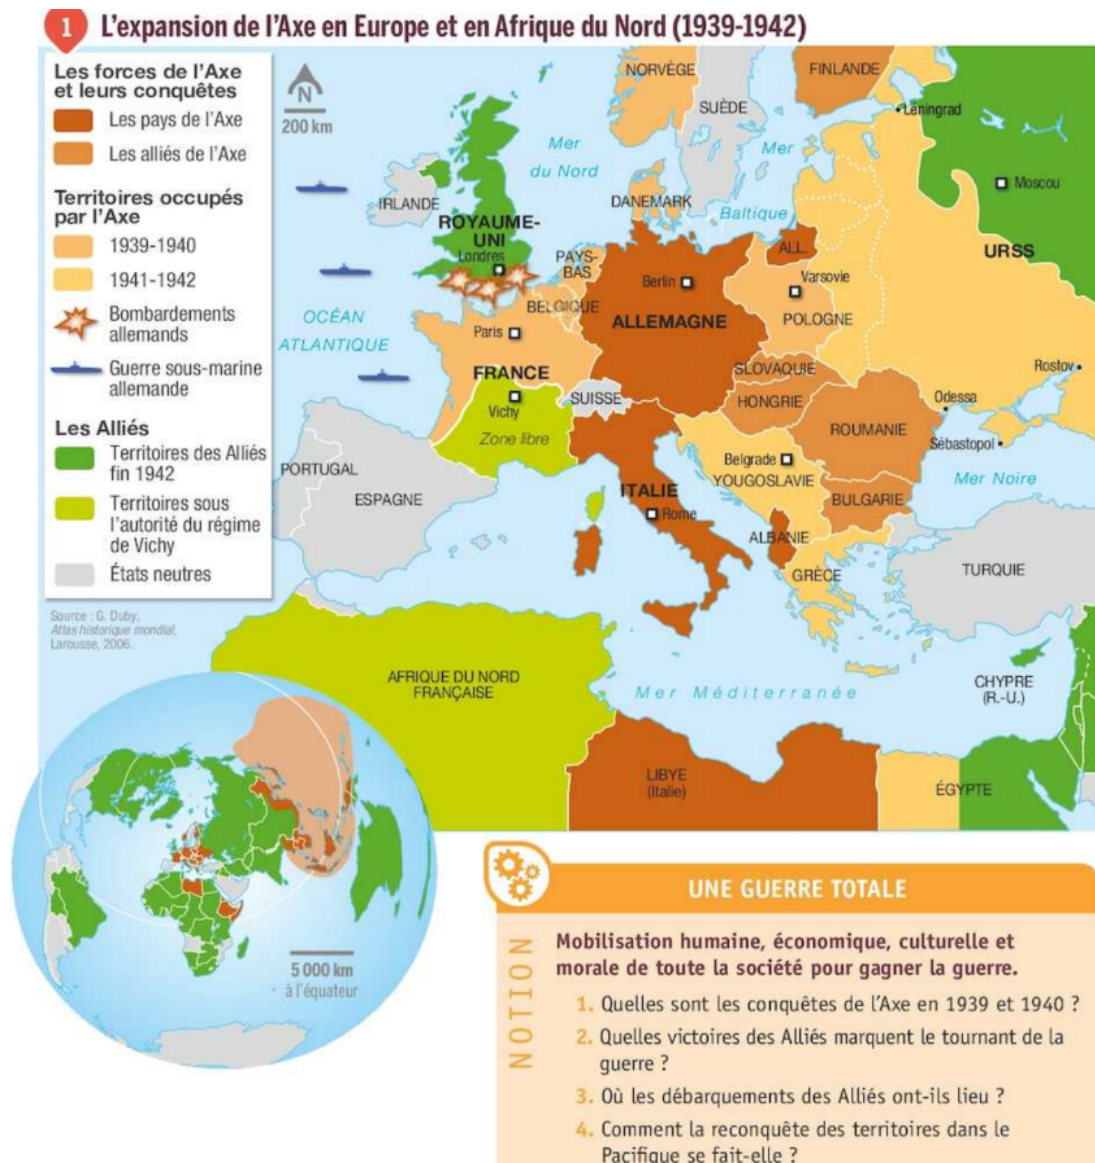 1 L'expansion de l'Axe en Europe et en Afrique du Nord (1939-1942)
Les forces de l'Axe
et leurs conquêtes
Les pays de l'Axe
Les alliés de l'Axe
Territoires occupés
par l'Axe
1939-1940
1941-1942
Bombardements
allemands
Guerre sous-marine
allemande
Les Alliés
Territoires des Alliés
fin 1942
Territoires sous
l'autorité du régime
de Vichy
États neutres
Source : G. Duby,
Atlas historique mondial,
Larousse, 2006.
N
200 km
NORVÈGE
SUÈDE
FINLANDE
Léningrad
Moscou
Mer
du Nord
Mer
Baltique
IRLANDE
ROYAUME-
UNI
Londres
DANEMARK
PAYS-
BAS
BELGIQUE
ALL.
URSS
Berlin
Varsovie
ALLEMAGNE
POLOGNE
OCÉAN
ATLANTIQUE
Paris
FRANCE
Vichy
Zone libre
SUISSE
SLOVAQUIE
HONGRIE
ROUMANIE
Rostov
Odessa
Sébastopol
Mer Noire
PORTUGAL
ESPAGNE
ITALIE
Rome
Belgrade
YOUGOSLAVIE
BULGARIE
ALBANIE
GRÈCE
TURQUIE
AFRIQUE DU NORD
FRANÇAISE
Mer Méditerranée
CHYPRE
(R.-U.)
LIBYE
(Italie)
ÉGYPTE
5 000 km
à l'équateur
UNE GUERRE TOTALE
NOTION
Mobilisation humaine, économique, culturelle et
morale de toute la société pour gagner la guerre.
1. Quelles sont les conquêtes de l'Axe en 1939 et 1940 ?
2. Quelles victoires des Alliés marquent le tournant de la
guerre ?
3. Où les débarquements des Alliés ont-ils lieu ?
4. Comment la reconquête des territoires dans le
Pacifique se fait-elle ?